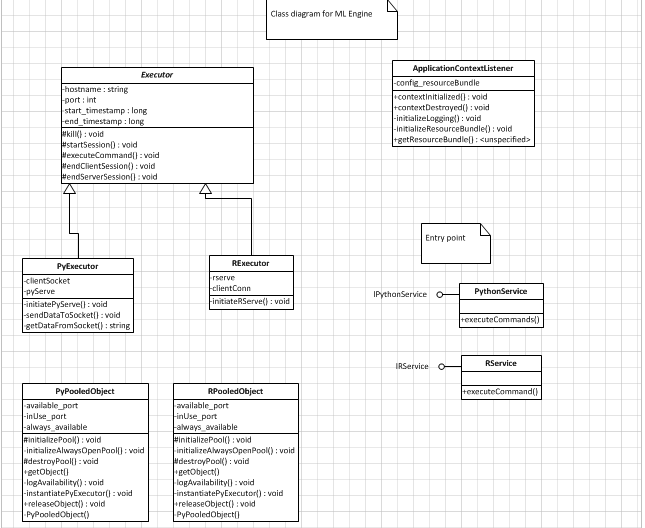 Class diagram for ML Engine
Executor
-hostname : string
-port : int
-start_timestamp : long
-end_timestamp : long
#kill() : void
#startSession() : void
#executeCommand() : void
#endClientSession() : void
#endServerSession() : void
ApplicationContextListener
-config_resourceBundle
+contextInitialized() : void
+contextDestroyed() : void
-initializeLogging() : void
-initializeResourceBundle() : void
+getResourceBundle() : <unspecified>
PyExecutor
-clientSocket
-pyServe
-initiatePyServe() : void
-sendDataToSocket() : void
-getDataFromSocket() : string
RExecutor
-rserve
-clientConn
-initiateRServe() : void
Entry point
IPythonService
PythonService
+executeCommands()
IRService
RService
+executeCommand()
PyPooledObject
-available_port
-inUse_port
-always_available
#initializePool() : void
-initializeAlwaysOpenPool() : void
#destroyPool() : void
+getObject()
-logAvailability() : void
-instantiatePyExecutor() : void
+releaseObject() : void
-PyPooledObject()
RPooledObject
-available_port
-inUse_port
-always_available
#initializePool() : void
-initializeAlwaysOpenPool() : void
#destroyPool() : void
+getObject()
-logAvailability() : void
-instantiatePyExecutor() : void
+releaseObject() : void
-PyPooledObject()